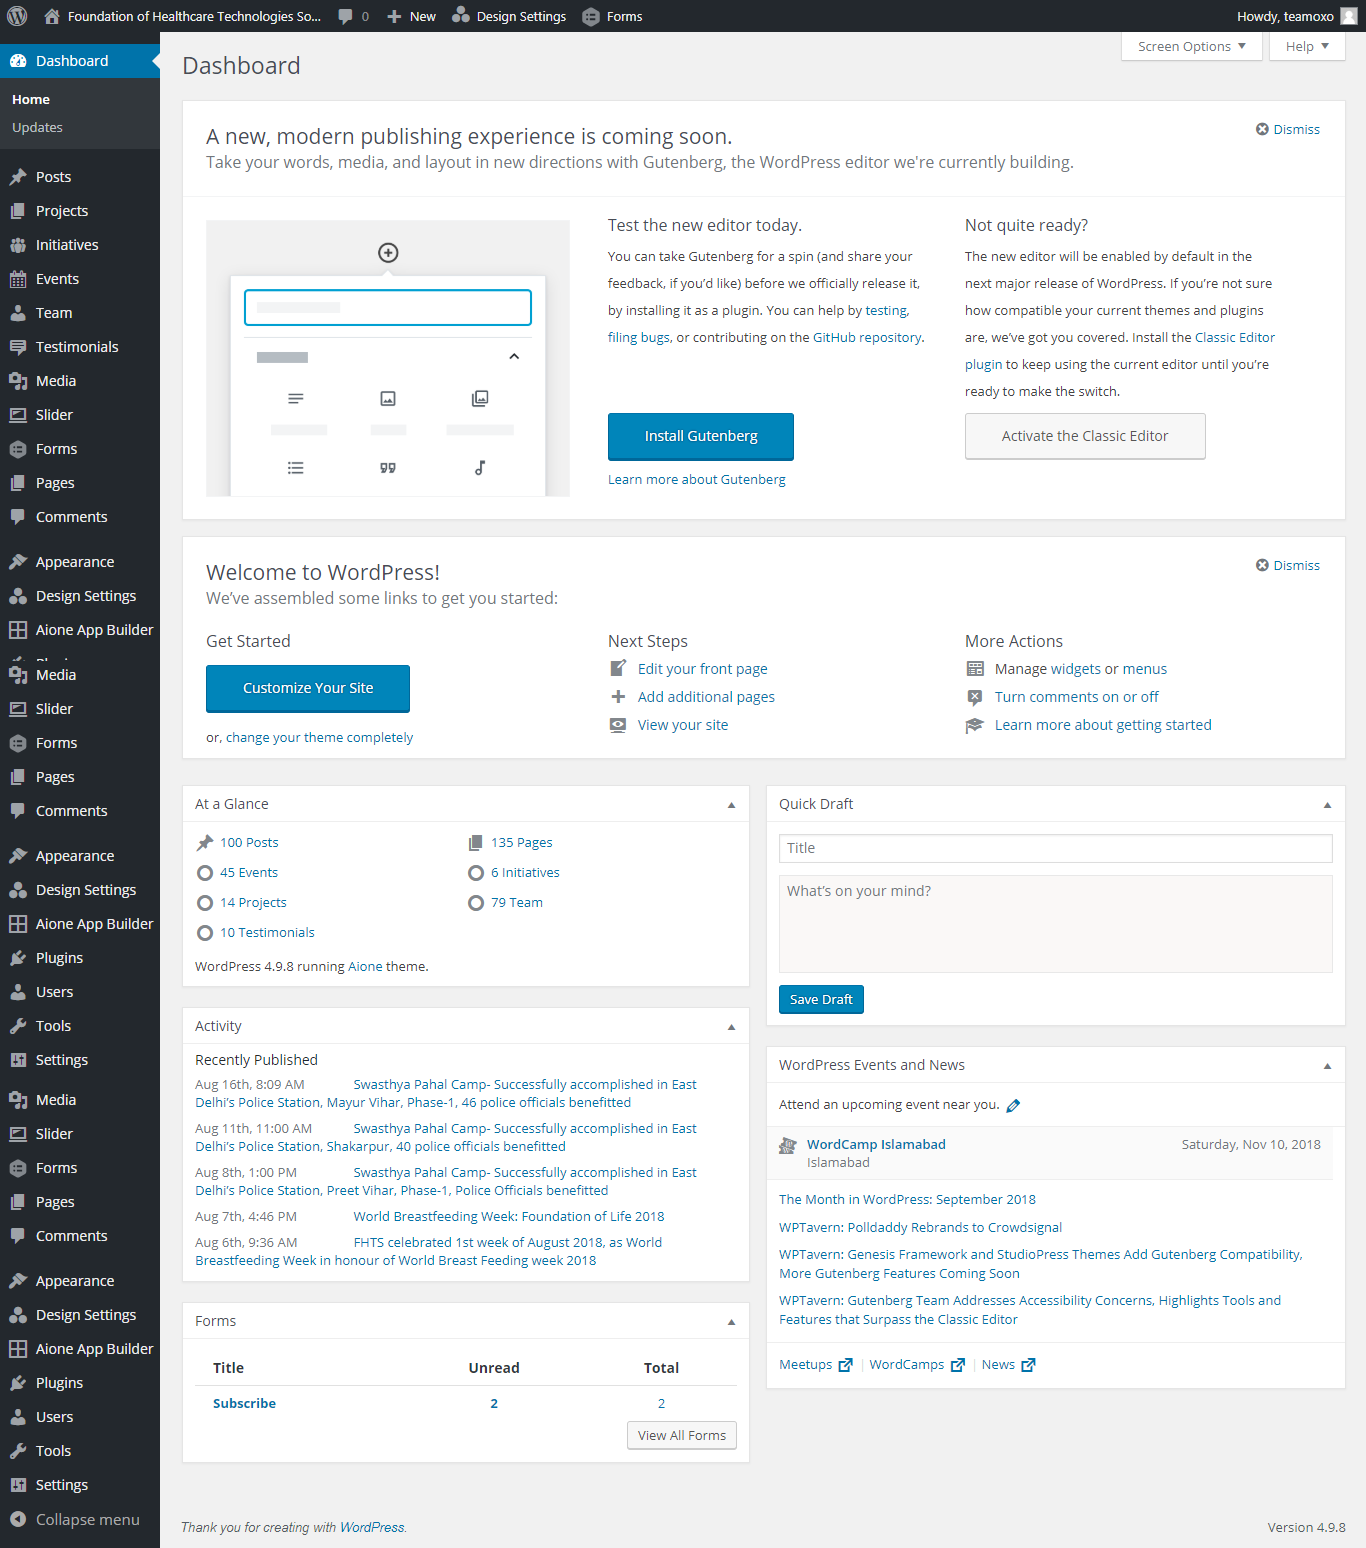 Foundation of Healthcare Technologies So...
0
New
Design Settings
Forms
Howdy, teamoxo
Dashboard
Home
Updates
Posts
Projects
Initiatives
Events
Team
Testimonials
Media
Slider
Forms
Pages
Comments
Appearance
Design Settings
Aione App Builder
Media
Slider
Forms
Pages
Comments
Appearance
Design Settings
Aione App Builder
Plugins
Users
Tools
Settings
Media
Slider
Forms
Pages
Comments
Appearance
Design Settings
Aione App Builder
Plugins
Users
Tools
Settings
Collapse menu
Dashboard
Screen Options
Help
A new, modern publishing experience is coming soon.
Dismiss
Take your words, media, and layout in new directions with Gutenberg, the WordPress editor we're currently building.
Test the new editor today.
You can take Gutenberg for a spin (and share your
feedback, if you'd like) before we officially release it,
by installing it as a plugin. You can help by testing,
filing bugs, or contributing on the GitHub repository.
Install Gutenberg
Learn more about Gutenberg
Not quite ready?
The new editor will be enabled by default in the
next major release of WordPress. If you're not sure
how compatible your current themes and plugins
are, we've got you covered. Install the Classic Editor
plugin to keep using the current editor until you're
ready to make the switch.
Activate the Classic Editor
Welcome to WordPress!
Dismiss
We've assembled some links to get you started:
Get Started
Customize Your Site
or, change your theme completely
Next Steps
Edit your front page
Add additional pages
View your site
More Actions
Manage widgets or menus
Turn comments on or off
Learn more about getting started
At a Glance
100 Posts
135 Pages
45 Events
6 Initiatives
14 Projects
79 Team
10 Testimonials
WordPress 4.9.8 running Aione theme.
Activity
Recently Published
Aug 16th, 8:09 AM Swasthya Pahal Camp- Successfully accomplished in East
Delhi's Police Station, Mayur Vihar, Phase-1, 46 police officials benefitted
Aug 11th, 11:00 AM Swasthya Pahal Camp- Successfully accomplished in East
Delhi's Police Station, Shakarpur, 40 police officials benefitted
Aug 8th, 1:00 PM Swasthya Pahal Camp- Successfully accomplished in East
Delhi's Police Station, Preet Vihar, Phase-1, Police Officials benefitted
Aug 7th, 4:46 PM World Breastfeeding Week: Foundation of Life 2018
Aug 6th, 9:36 AM FHTS celebrated 1st week of August 2018, as World
Breastfeeding Week in honour of World Breast Feeding week 2018
Forms
Title Unread Total
Subscribe 2 2
View All Forms
Quick Draft
Title
What's on your mind?
Save Draft
WordPress Events and News
Attend an upcoming event near you.
WordCamp Islamabad Saturday, Nov 10, 2018
Islamabad
The Month in WordPress: September 2018
WPTavern: Polldaddy Rebrands to Crowdsignal
WPTavern: Genesis Framework and StudioPress Themes Add Gutenberg Compatibility,
More Gutenberg Features Coming Soon
WPTavern: Gutenberg Team Addresses Accessibility Concerns, Highlights Tools and
Features that Surpass the Classic Editor
Meetups | WordCamps | News
Thank you for creating with WordPress.
Version 4.9.8